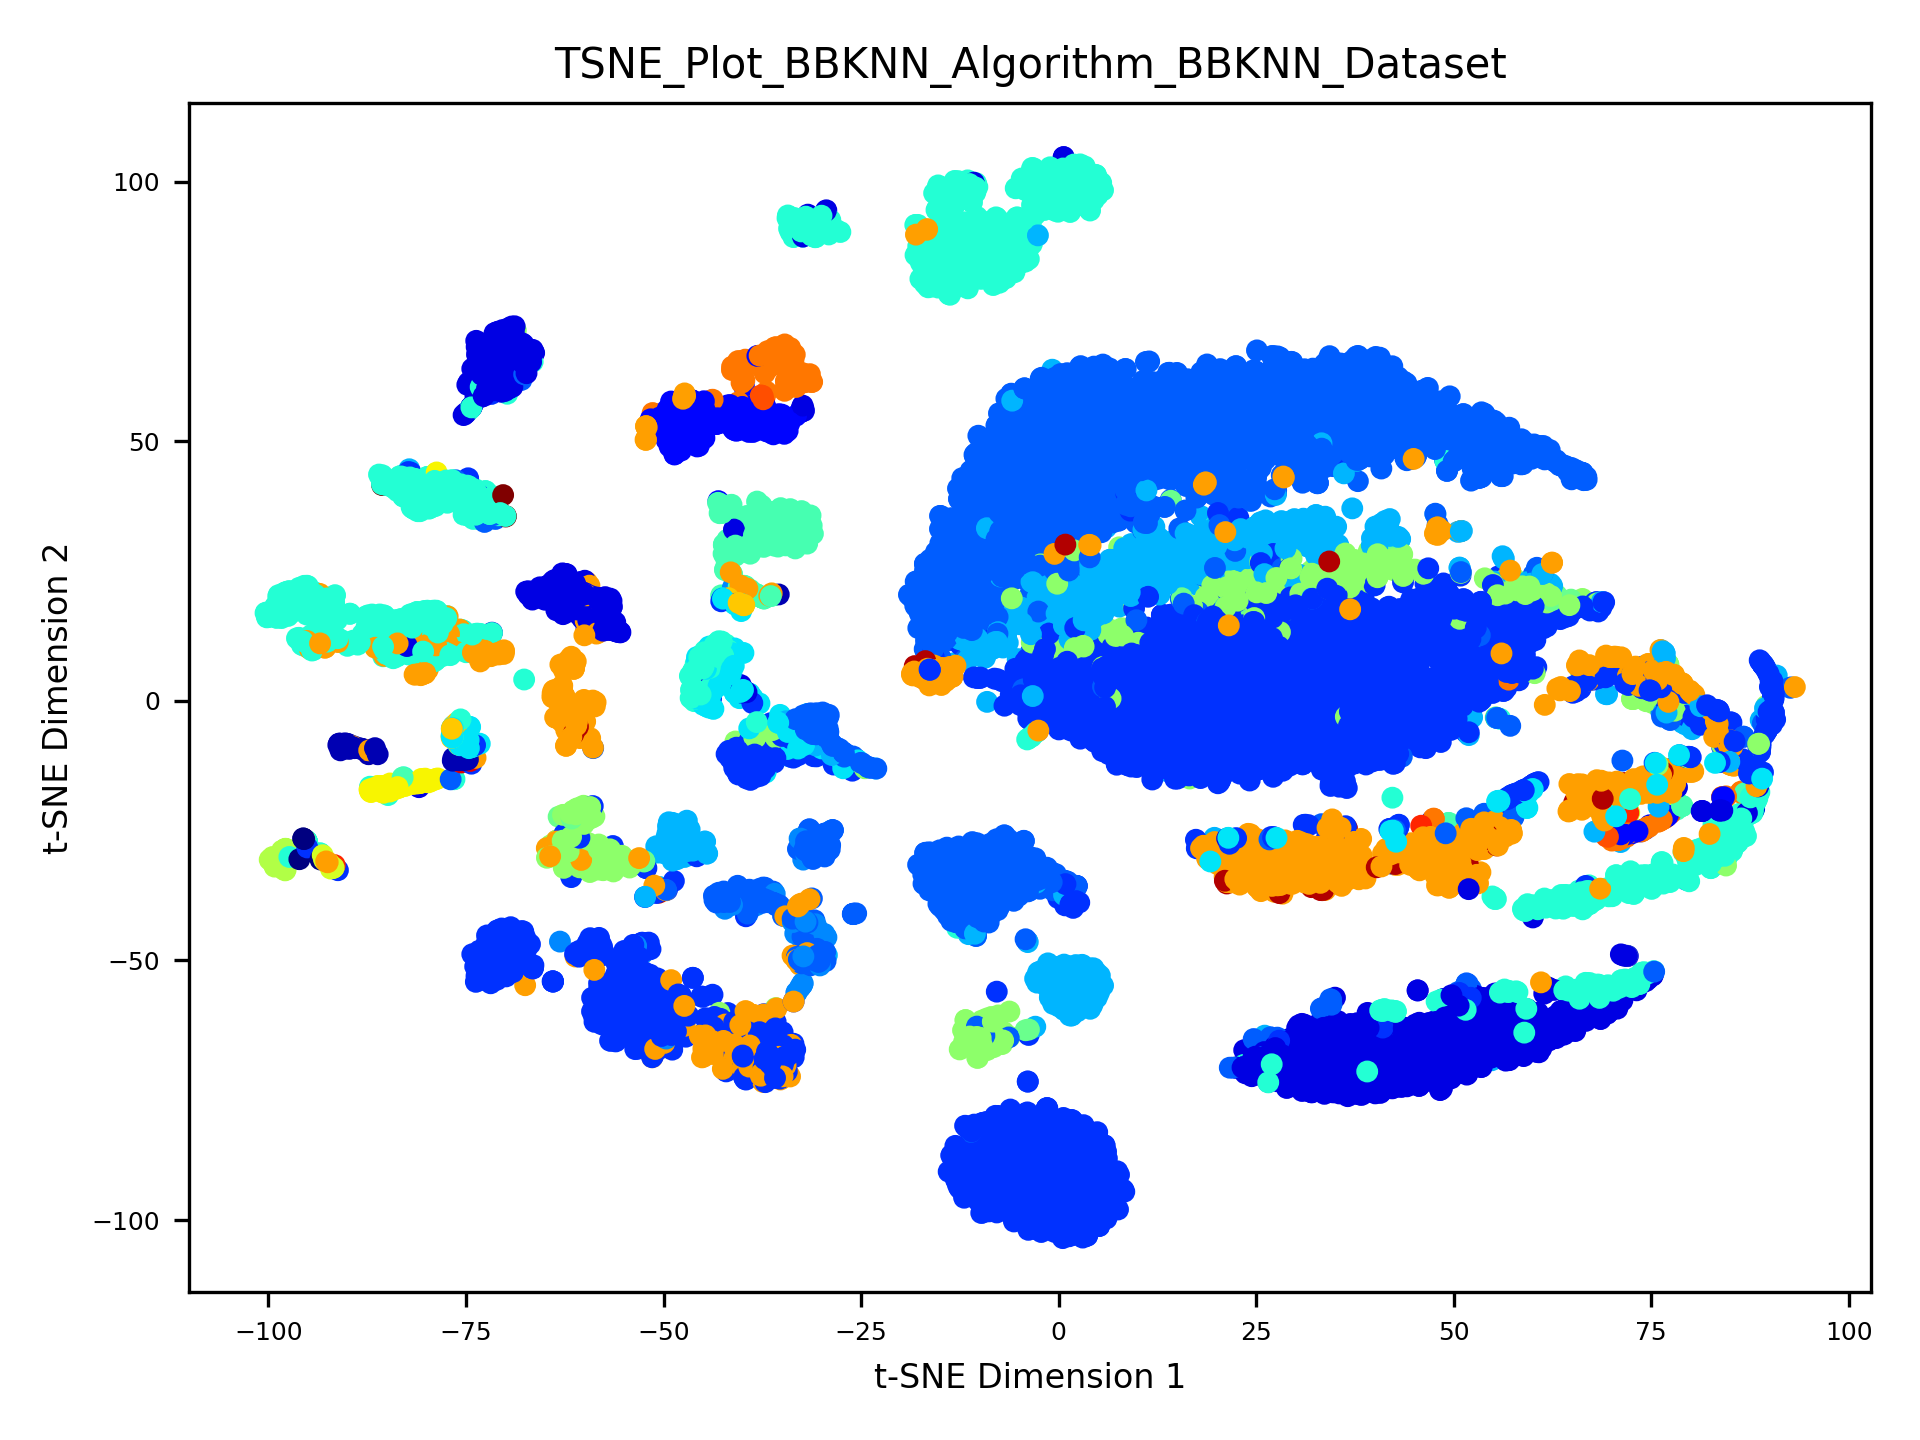 TSNE_Plot_BBKNN_Algorithm_BBKNN_Dataset
t-SNE Dimension 2
100
50
0
−50
−100
−100 −75 −50 −25 0 25 50 75 100
t-SNE Dimension 1